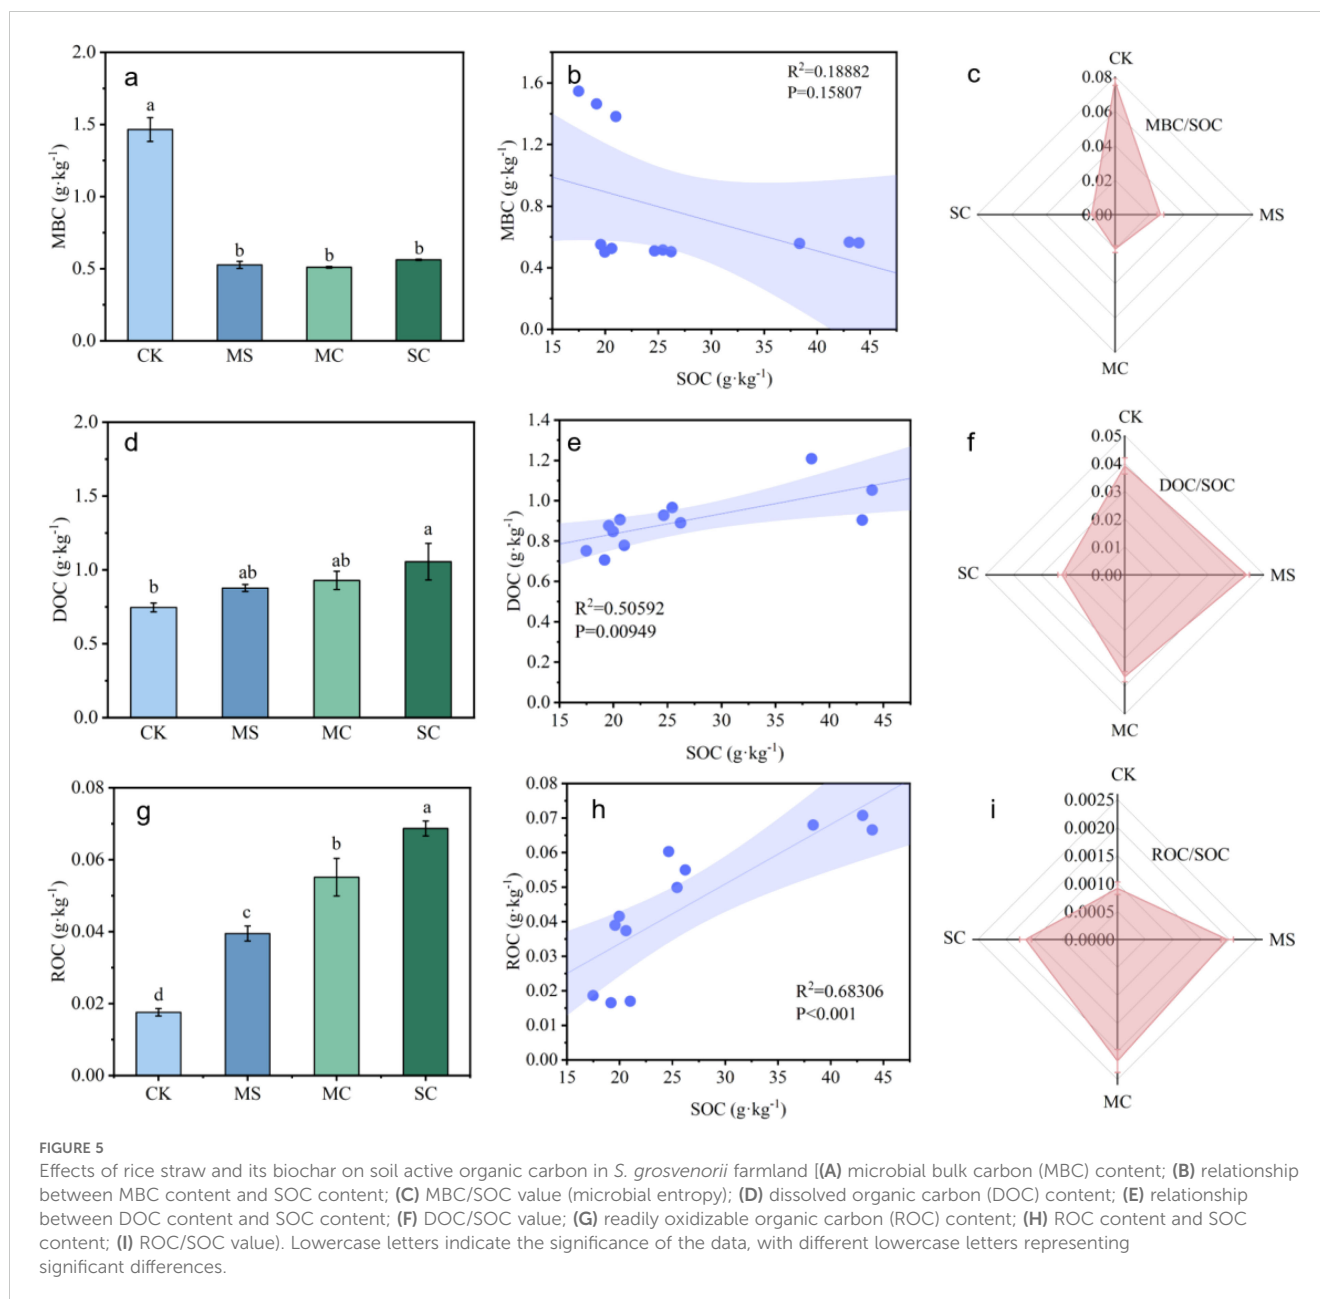 a
2.0
1.5
1.0
0.5
0.0
MBC (g·kg⁻¹)
a
b
b
b
CK MS MC SC
b
R²=0.18882
P=0.15807
1.6
1.2
0.8
0.4
0.0
MBC (g·kg⁻¹)
15 20 25 30 35 40 45
SOC (g·kg⁻¹)
c
CK
0.08
0.06
0.04
0.02
0.00
MBC/SOC
SC
MS
MC
d
2.0
1.5
1.0
0.5
0.0
DOC (g·kg⁻¹)
b
ab
ab
a
CK MS MC SC
e
1.4
1.2
1.0
0.8
0.6
0.4
0.2
0.0
DOC (g·kg⁻¹)
R²=0.50592
P=0.00949
15 20 25 30 35 40 45
SOC (g·kg⁻¹)
f
CK
0.05
0.04
0.03
0.02
0.01
0.00
DOC/SOC
SC
MS
MC
g
0.08
0.06
0.04
0.02
0.00
ROC (g·kg⁻¹)
d
c
b
a
CK MS MC SC
h
0.08
0.07
0.06
0.05
0.04
0.03
0.02
0.01
0.00
ROC (g·kg⁻¹)
R²=0.68306
P<0.001
15 20 25 30 35 40 45
SOC (g·kg⁻¹)
i
CK
0.0025
0.0020
0.0015
0.0010
0.0005
0.0000
ROC/SOC
SC
MS
MC
FIGURE 5
Effects of rice straw and its biochar on soil active organic carbon in S. grosvenorii farmland [(A) microbial bulk carbon (MBC) content; (B) relationship
between MBC content and SOC content; (C) MBC/SOC value (microbial entropy); (D) dissolved organic carbon (DOC) content; (E) relationship
between DOC content and SOC content; (F) DOC/SOC value; (G) readily oxidizable organic carbon (ROC) content; (H) ROC content and SOC
content; (I) ROC/SOC value). Lowercase letters indicate the significance of the data, with different lowercase letters representing
significant differences.